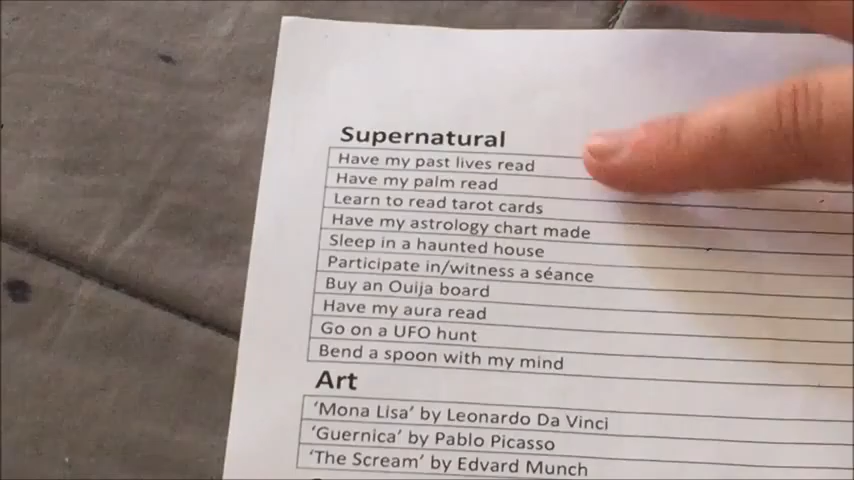 Supernatural
Have my past lives read
Have my palm read
Learn to read tarot cards
Have my astrology chart made
Sleep in a haunted house
Participate in/witness a séance
Buy an Ouija board
Have my aura read
Go on a UFO hunt
Bend a spoon with my mind
Art
‘Mona Lisa’ by Leonardo Da Vinci
‘Guernica’ by Pablo Picasso
‘The Scream’ by Edvard Munch